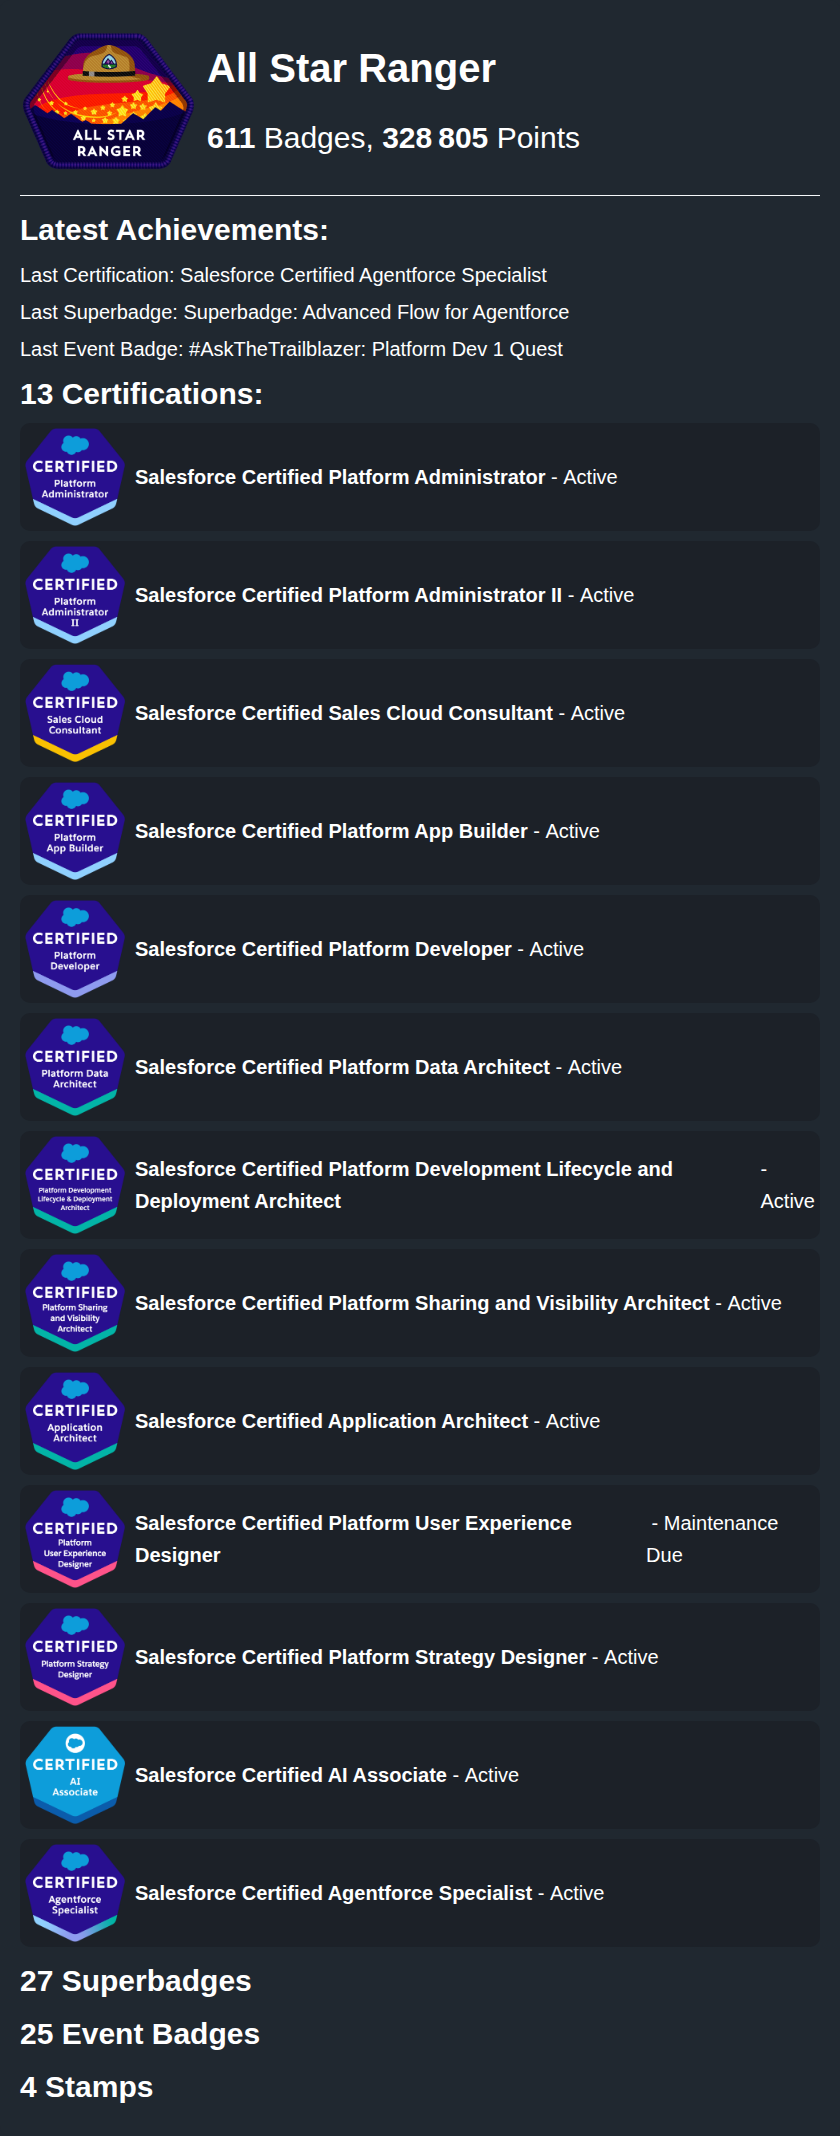 ALL STAR
RANGER
All Star Ranger
611 Badges, 328 805 Points
Latest Achievements:
Last Certification: Salesforce Certified Agentforce Specialist
Last Superbadge: Superbadge: Advanced Flow for Agentforce
Last Event Badge: #AskTheTrailblazer: Platform Dev 1 Quest
13 Certifications:
CERTIFIED
Platform
Administrator
Salesforce Certified Platform Administrator - Active
CERTIFIED
Platform
Administrator
II
Salesforce Certified Platform Administrator II - Active
CERTIFIED
Sales Cloud
Consultant
Salesforce Certified Sales Cloud Consultant - Active
CERTIFIED
Platform
App Builder
Salesforce Certified Platform App Builder - Active
CERTIFIED
Platform
Developer
Salesforce Certified Platform Developer - Active
CERTIFIED
Platform Data
Architect
Salesforce Certified Platform Data Architect - Active
CERTIFIED
Platform Development
Lifecycle & Deployment
Architect
Salesforce Certified Platform Development Lifecycle and
Deployment Architect
-
Active
CERTIFIED
Platform Sharing
and Visibility
Architect
Salesforce Certified Platform Sharing and Visibility Architect - Active
CERTIFIED
Application
Architect
Salesforce Certified Application Architect - Active
CERTIFIED
Platform
User Experience
Designer
Salesforce Certified Platform User Experience
Designer
- Maintenance
Due
CERTIFIED
Platform Strategy
Designer
Salesforce Certified Platform Strategy Designer - Active
CERTIFIED
AI
Associate
Salesforce Certified AI Associate - Active
CERTIFIED
Agentforce
Specialist
Salesforce Certified Agentforce Specialist - Active
27 Superbadges
25 Event Badges
4 Stamps